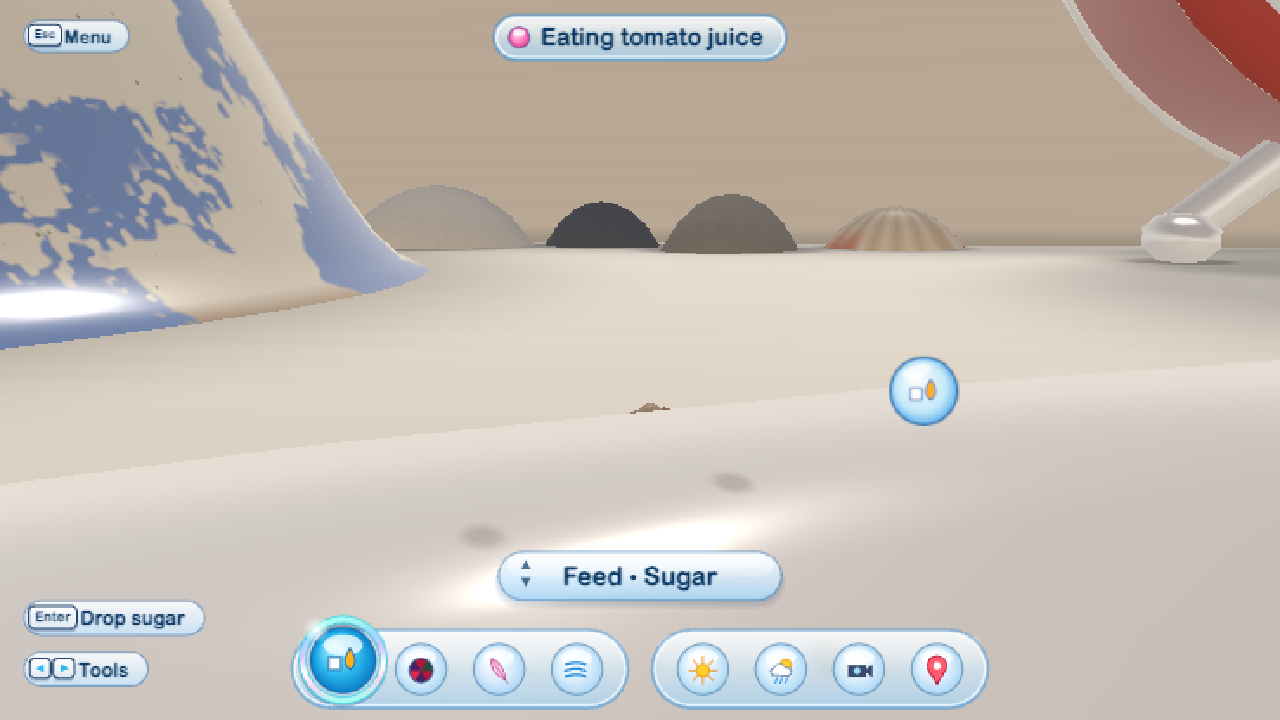 Esc Menu
Eating tomato juice
Feed • Sugar
Enter Drop sugar
Tools